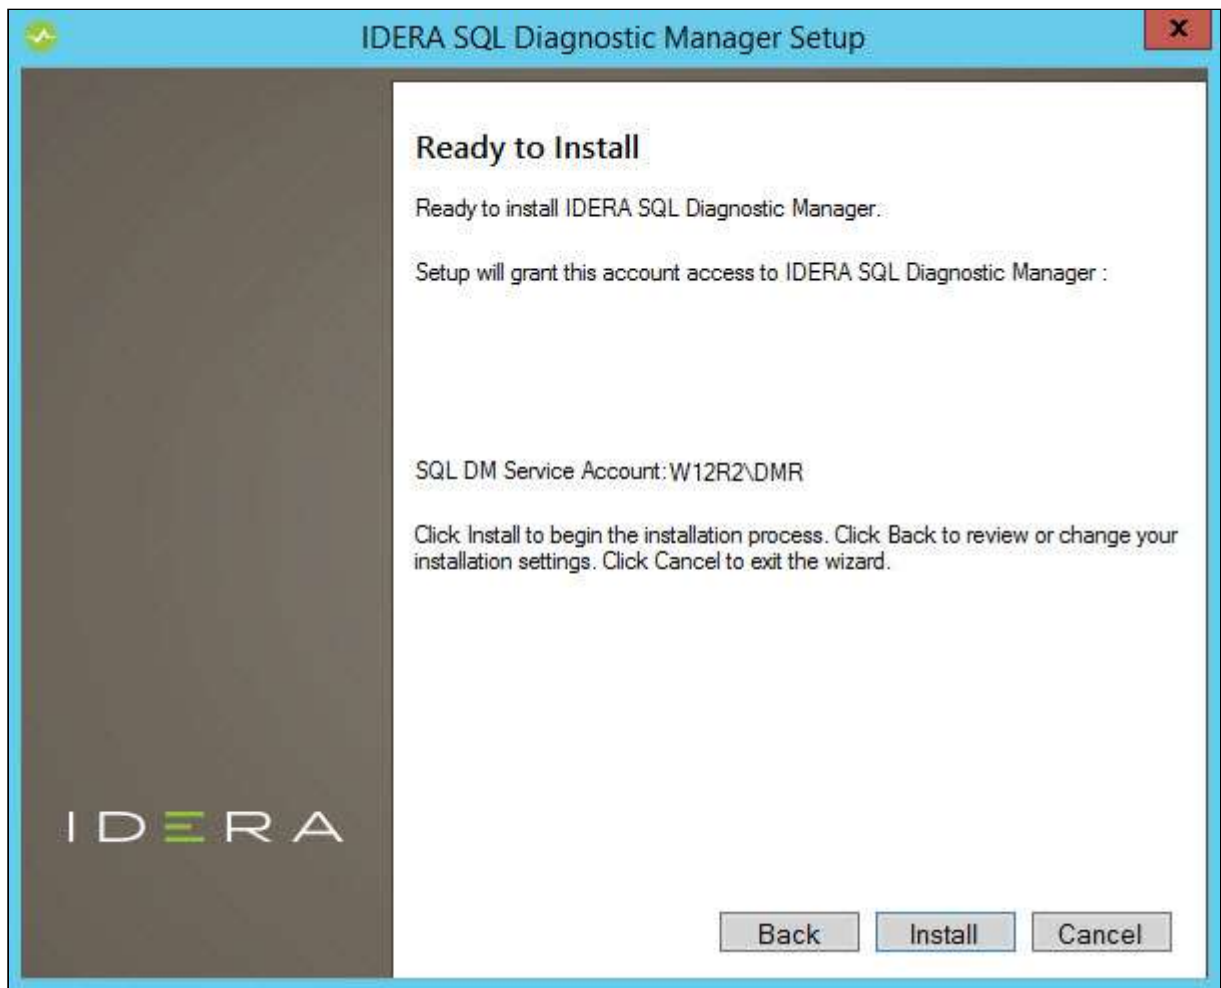 IDERA SQL Diagnostic Manager Setup
x
Ready to Install
Ready to install IDERA SQL Diagnostic Manager.
Setup will grant this account access to IDERA SQL Diagnostic Manager :
SQL DM Service Account: W12R2\DMR
Click Install to begin the installation process. Click Back to review or change your
installation settings. Click Cancel to exit the wizard.
IDERA
Back Install Cancel